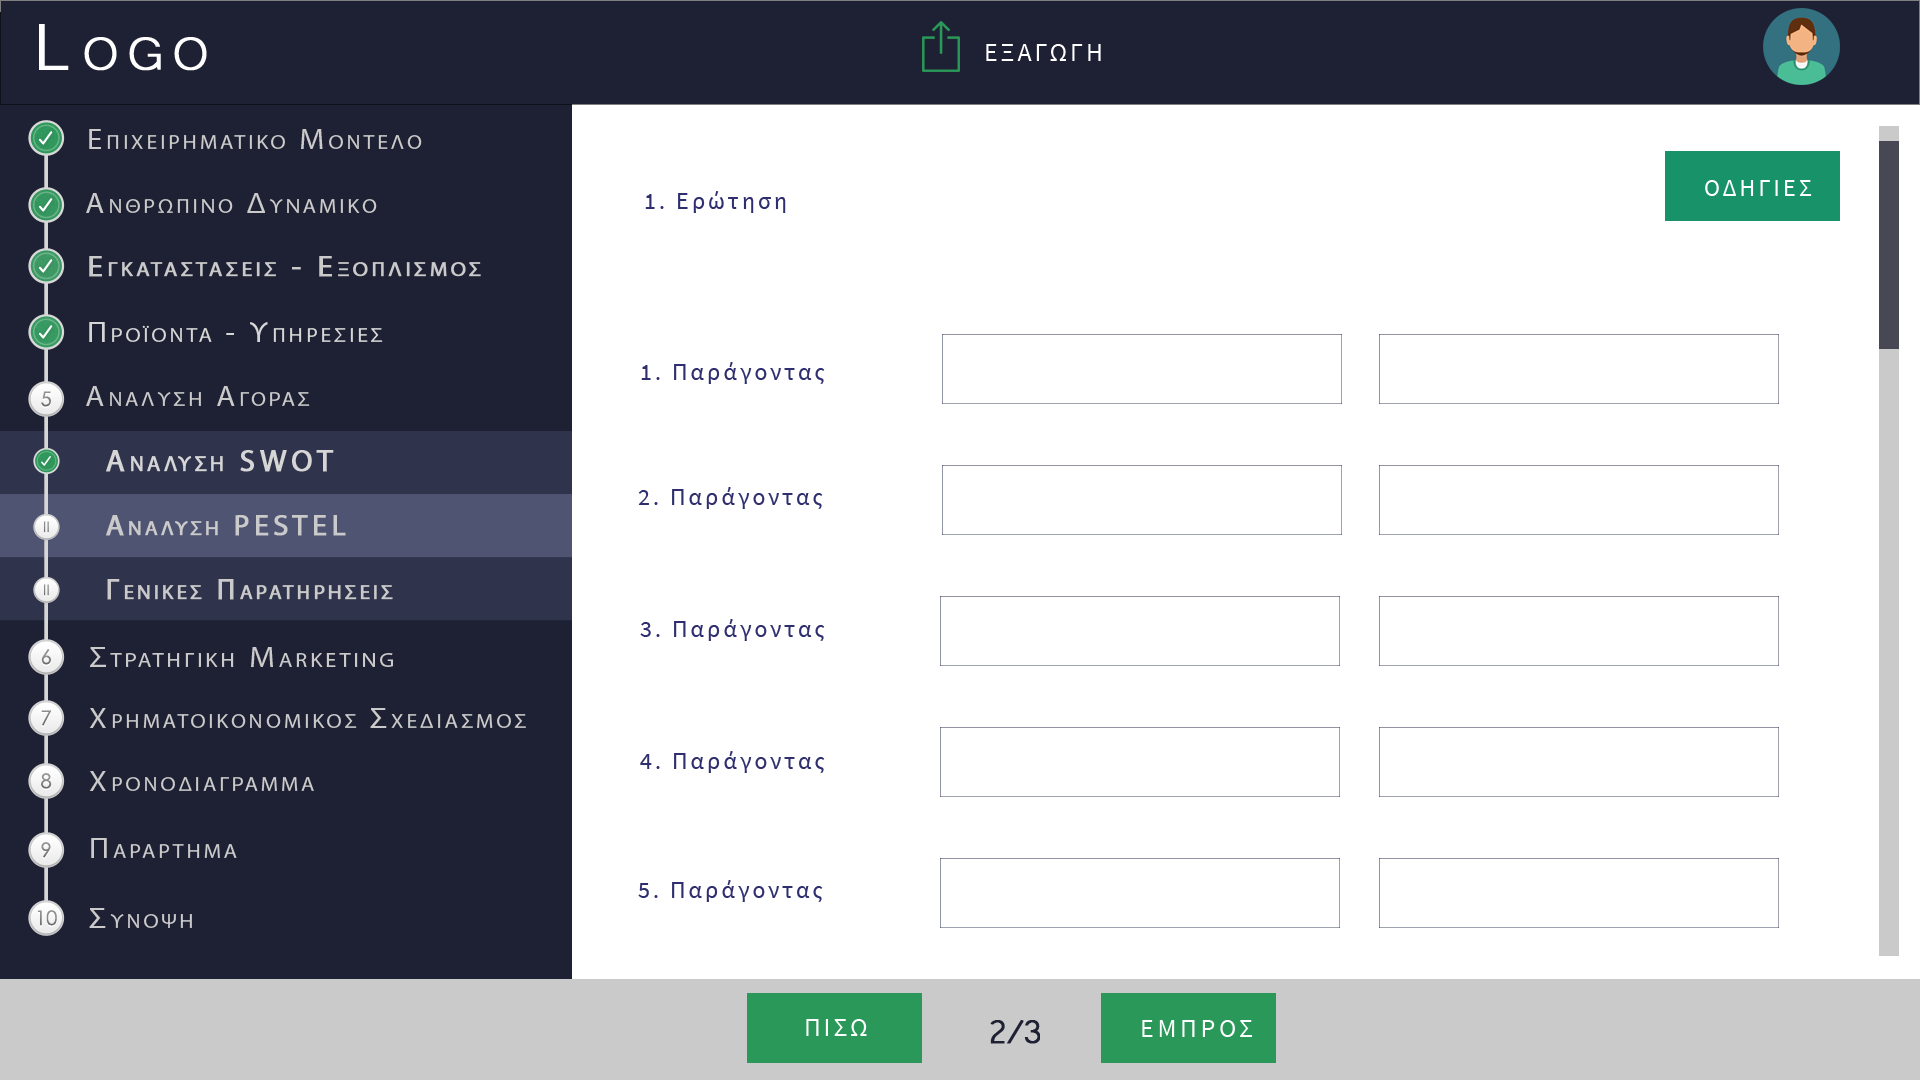 Logo
ΕΞΑΓΩΓΗ
Επιχειρηματικο Μοντελο
Ανθρωπινο Δυναμικο
Εγκαταστασεις - Εξοπλισμος
Προϊοντα - Υπηρεσιες
5 Αναλυση Αγορας
Αναλυση SWOT
II Αναλυση PESTEL
II Γενικες Παρατηρησεις
6 Στρατηγικη Marketing
7 Χρηματοικονομικος Σχεδιασμος
8 Χρονοδιαγραμμα
9 Παραρτημα
10 Συνοψη
1. Ερώτηση
ΟΔΗΓΙΕΣ
1. Παράγοντας
2. Παράγοντας
3. Παράγοντας
4. Παράγοντας
5. Παράγοντας
ΠΙΣΩ
2/3
ΕΜΠΡΟΣ